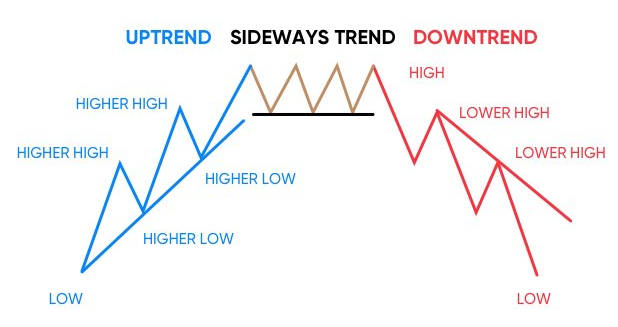 UPTREND SIDEWAYS TREND DOWNTREND
HIGH
HIGHER HIGH
LOWER HIGH
HIGHER HIGH
LOWER HIGH
HIGHER LOW
HIGHER LOW
LOW
LOW